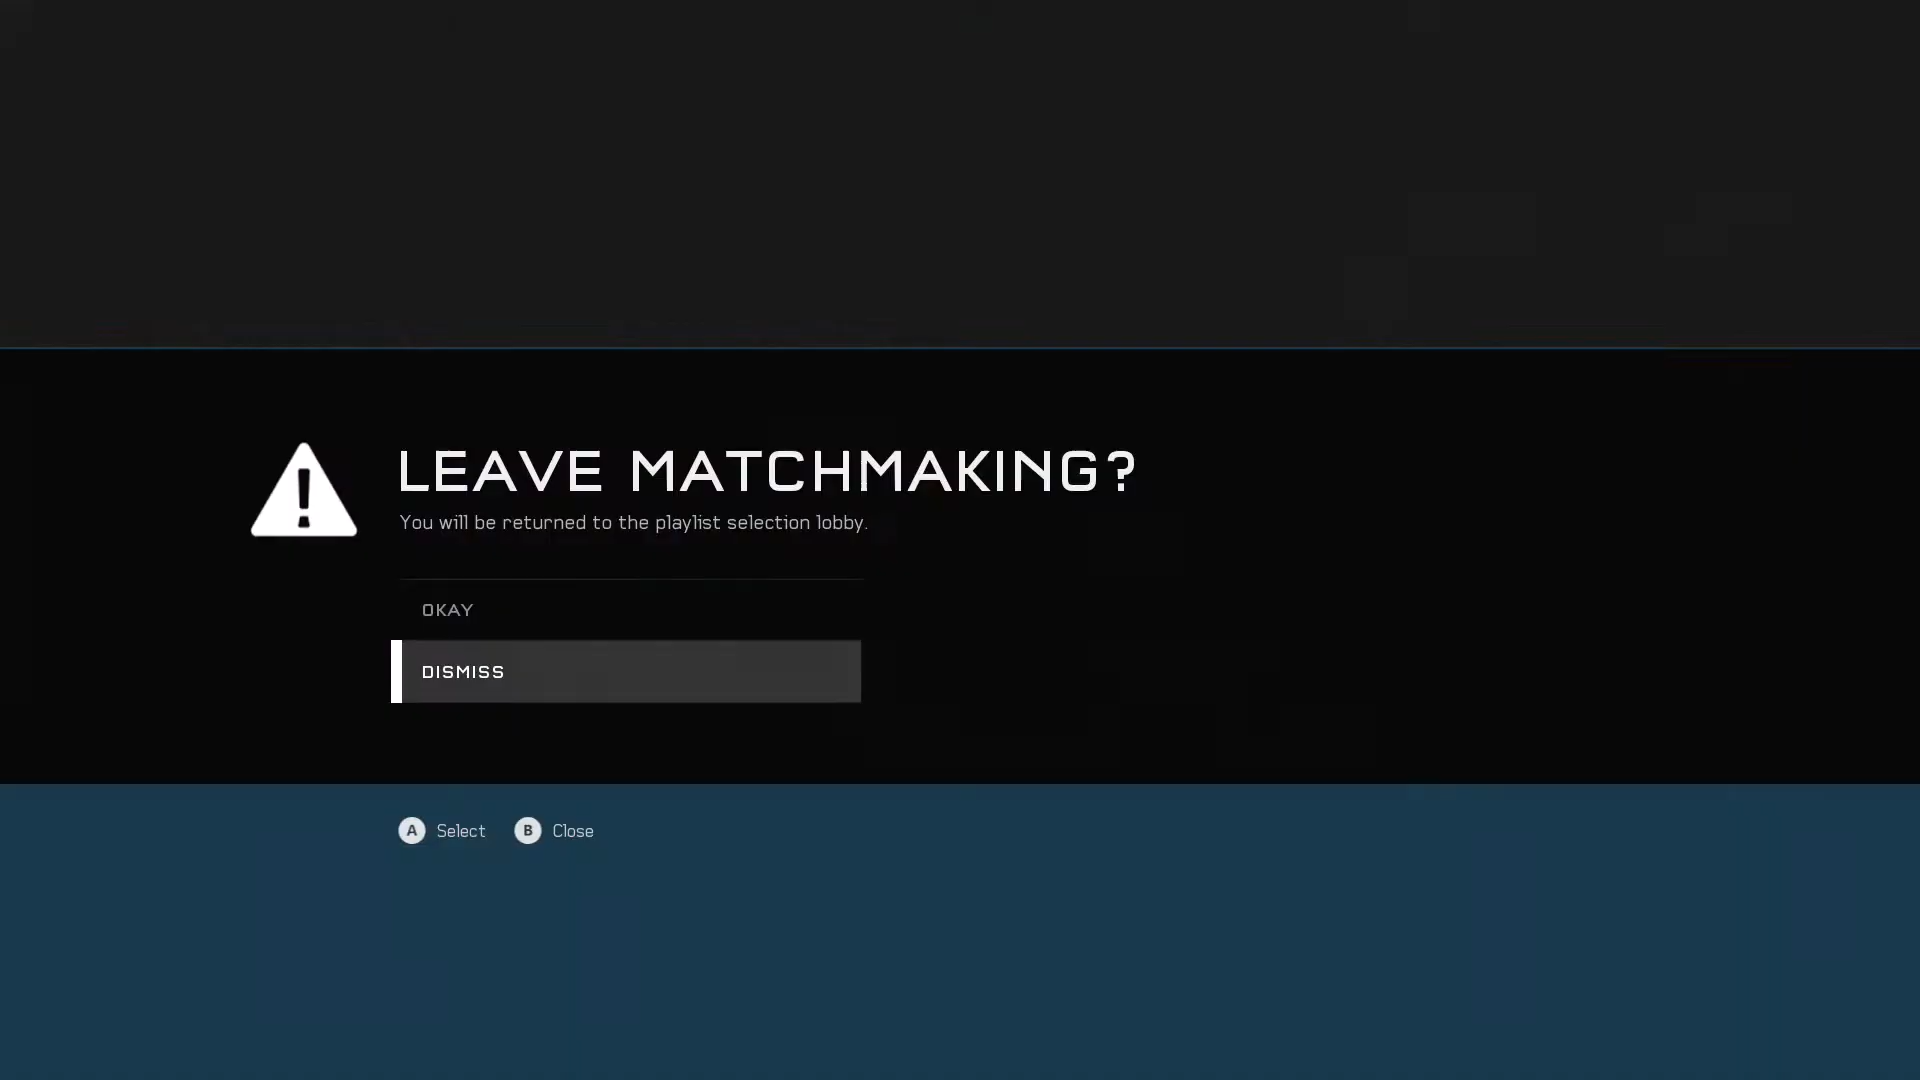 LEAVE MATCHMAKING?
You will be returned to the playlist selection lobby.
OKAY
DISMISS
A Select B Close